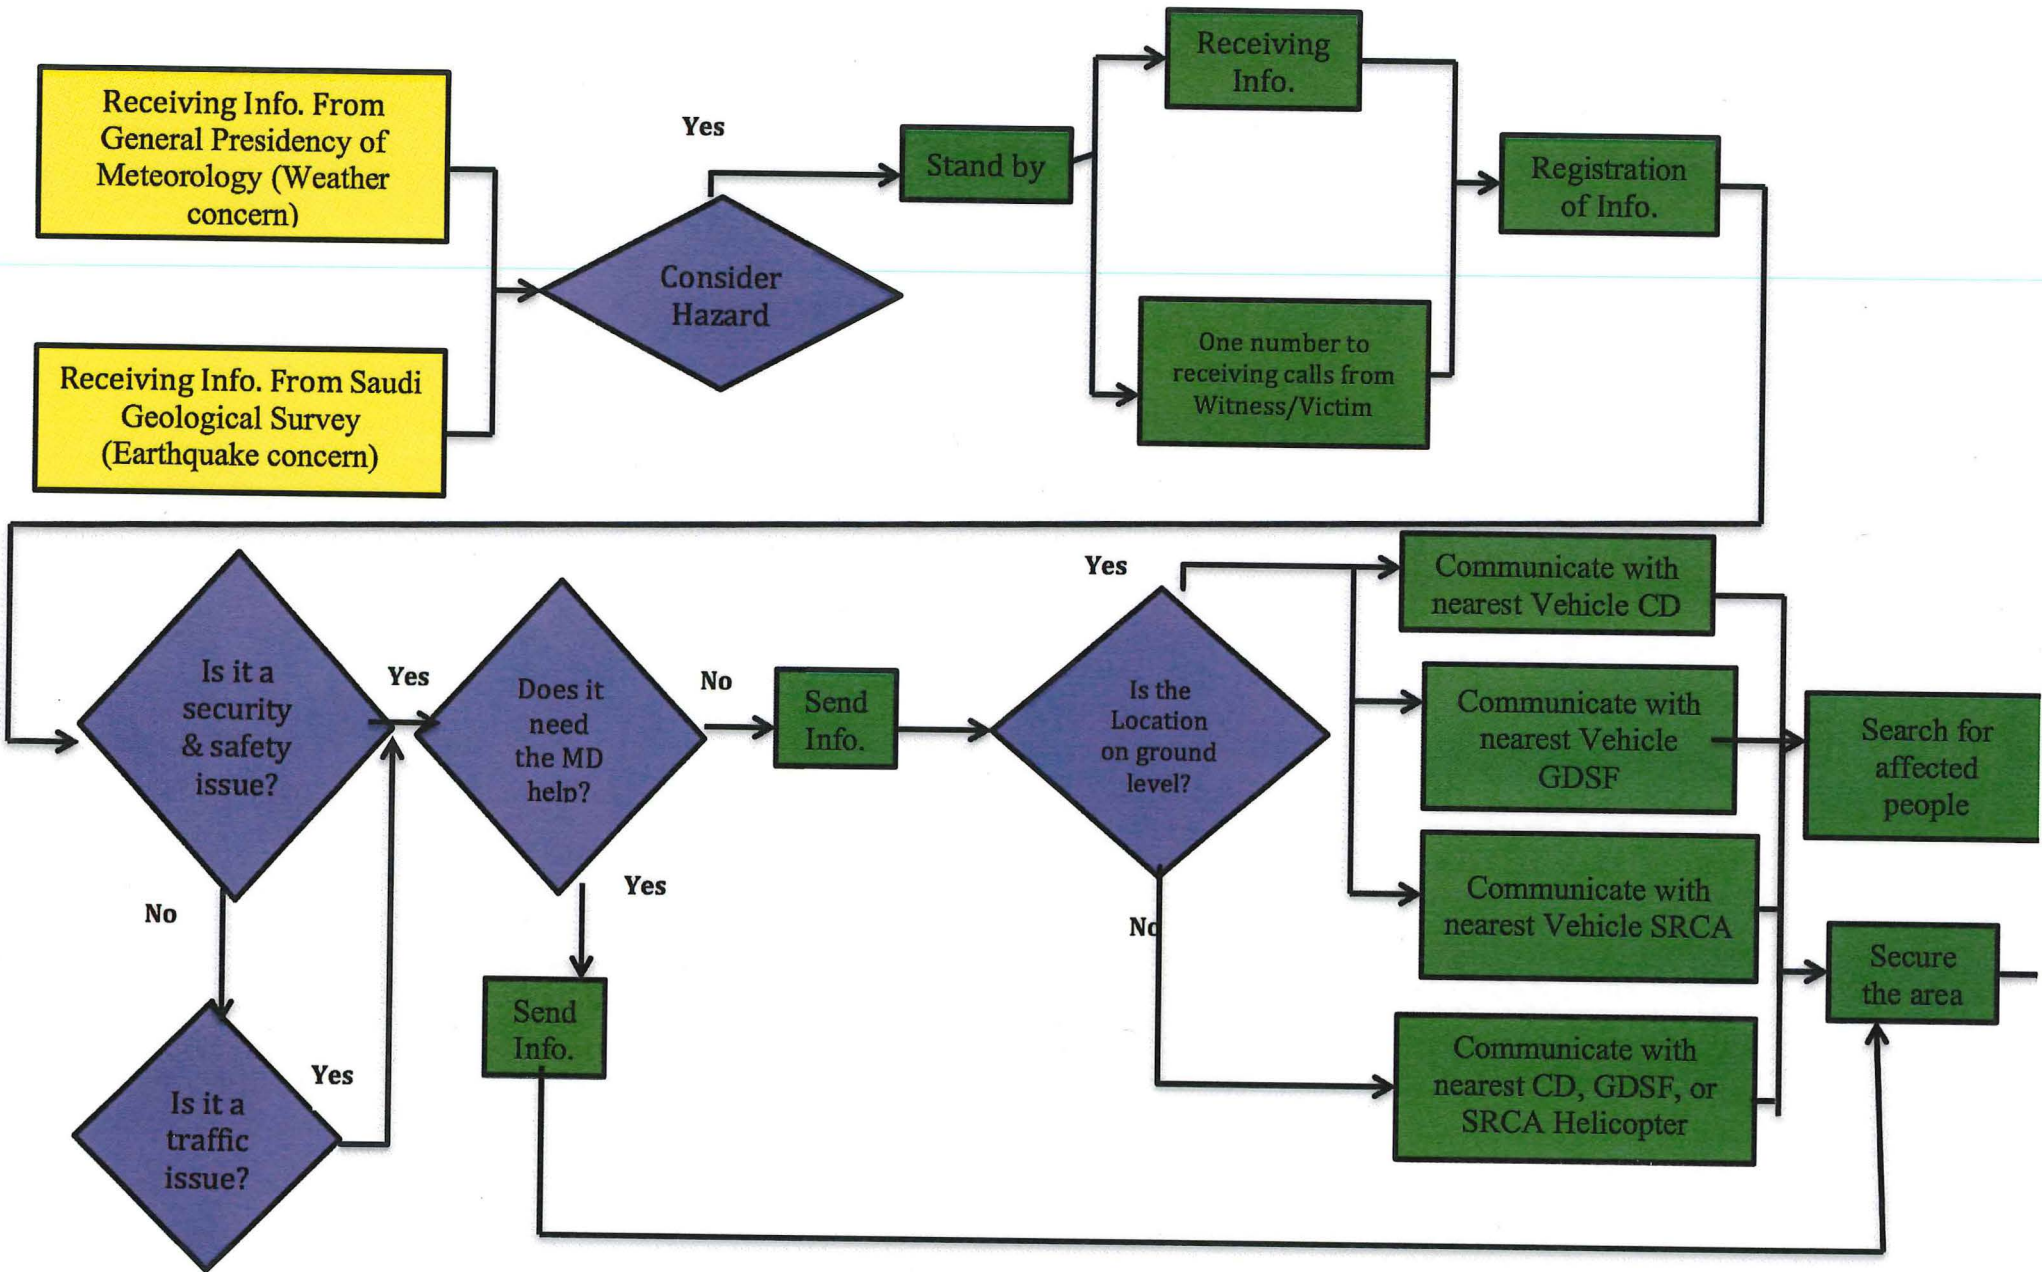 Receiving Info. From
General Presidency of
Meteorology (Weather
concern)
Receiving Info. From Saudi
Geological Survey
(Earthquake concern)
Consider
Hazard
Yes
Stand by
Receiving
Info.
One number to
receiving calls from
Witness/Victim
Registration
of Info.
Is it a
security
& safety
issue?
Yes
No
Is it a
traffic
issue?
Yes
Does it
need
the MD
help?
No
Yes
Send
Info.
Send
Info.
Is the
Location
on ground
level?
Yes
No
Communicate with
nearest Vehicle CD
Communicate with
nearest Vehicle
GDSF
Communicate with
nearest Vehicle SRCA
Communicate with
nearest CD, GDSF, or
SRCA Helicopter
Search for
affected
people
Secure
the area